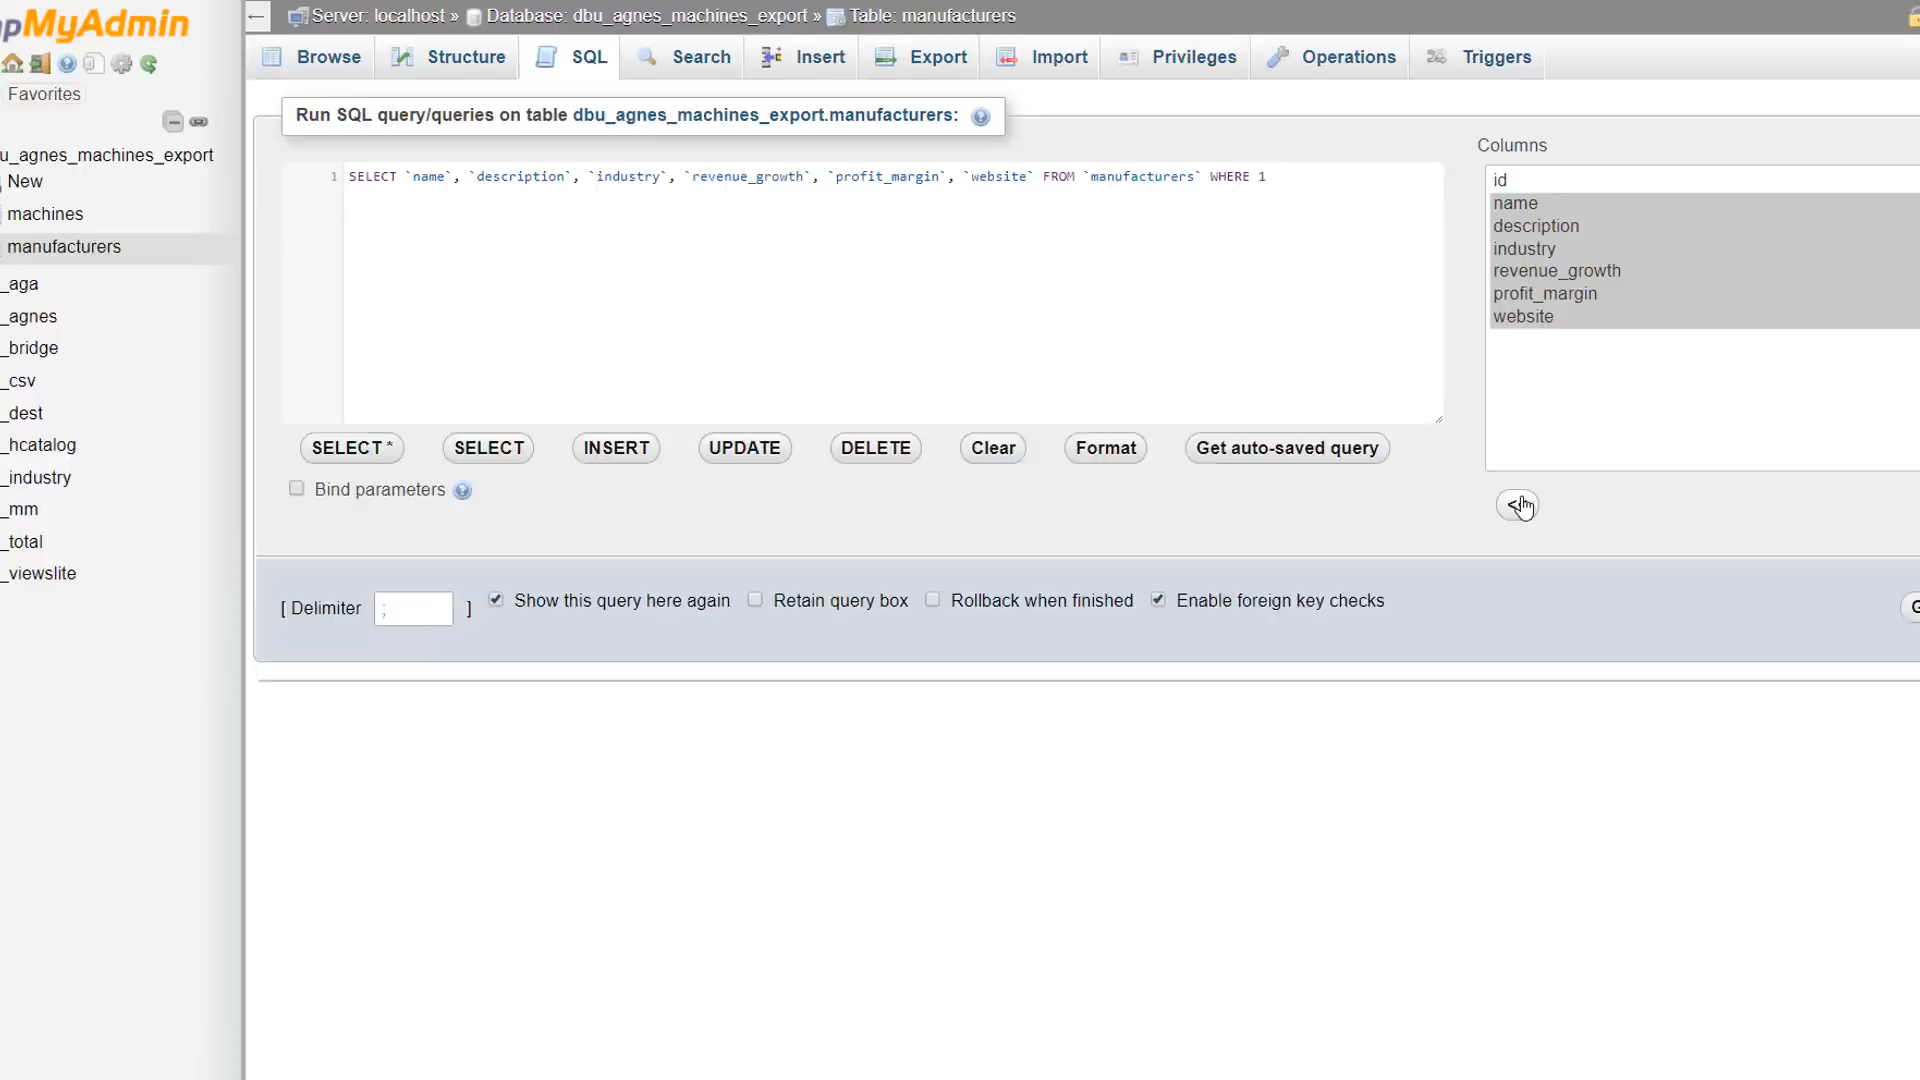 pMyAdmin
Server: localhost » Database: dbu_agnes_machines_export » Table: manufacturers
Browse Structure SQL Search Insert Export Import Privileges Operations Triggers
Favorites
Run SQL query/queries on table dbu_agnes_machines_export.manufacturers:
Columns
u_agnes_machines_export
New
machines
manufacturers
_aga
_agnes
_bridge
_csv
_dest
_hcatalog
_industry
_mm
_total
_viewslite
1 SELECT `name`, `description`, `industry`, `revenue_growth`, `profit_margin`, `website` FROM `manufacturers` WHERE 1
id
name
description
industry
revenue_growth
profit_margin
website
SELECT * SELECT INSERT UPDATE DELETE Clear Format Get auto-saved query
Bind parameters
[ Delimiter ; ] Show this query here again Retain query box Rollback when finished Enable foreign key checks